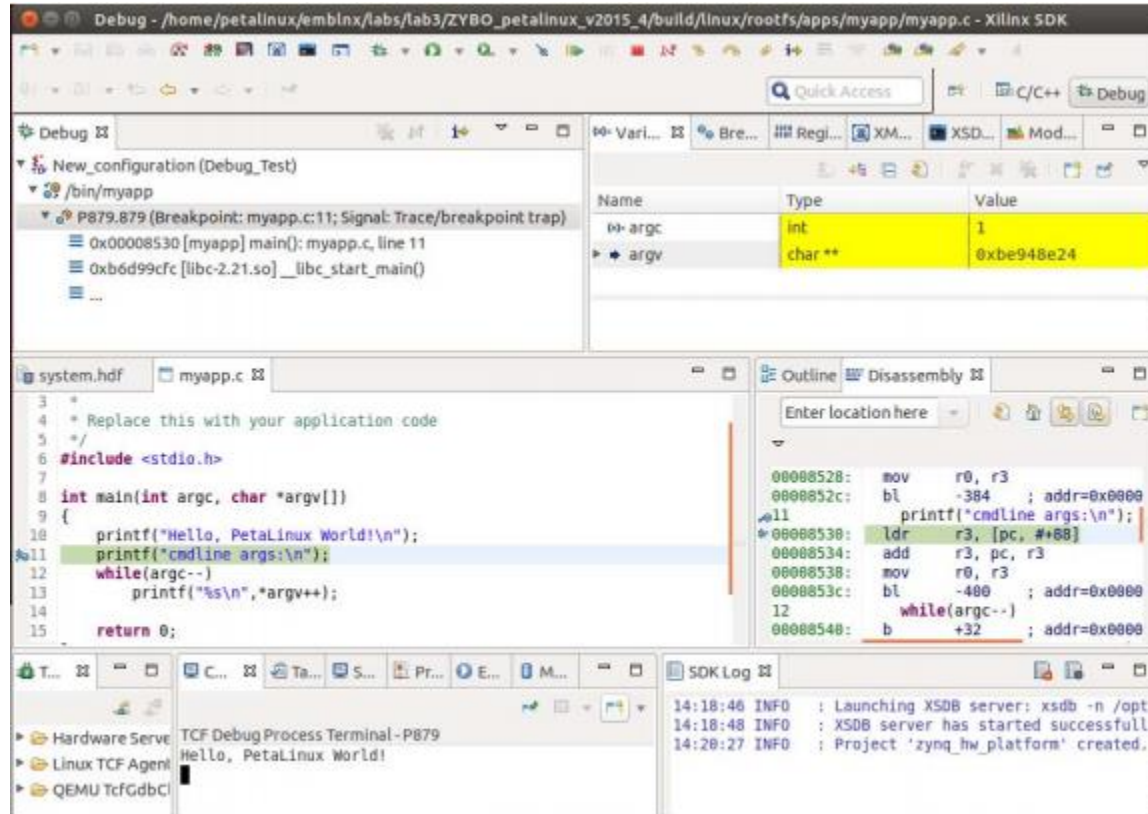 Debug - /home/petalinux/emblnx/labs/lab3/ZYBO_petalinux_v2015_4/build/linux/rootfs/apps/myapp/myapp.c - Xilinx SDK
Quick Access
C/C++
Debug
Debug
New_configuration (Debug_Test)
/bin/myapp
P879.879 (Breakpoint: myapp.c:11; Signal: Trace/breakpoint trap)
0x00008530 [myapp] main(): myapp.c, line 11
0xb6d99cfc [libc-2.21.so] __libc_start_main()
...
Vari... Bre... Regi... XM... XSD... Mod...
Name Type Value
argc int 1
argv char ** 0xbe948e24
system.hdf myapp.c
3 *
4 * Replace this with your application code
5 */
6 #include <stdio.h>
7
8 int main(int argc, char *argv[])
9 {
10 printf("Hello, PetaLinux World!\n");
11 printf("cmdline args:\n");
12 while(argc--)
13 printf("%s\n",*argv++);
14
15 return 0;
Outline Disassembly
Enter location here
00008528: mov r0, r3
0000852c: bl -384 ; addr=0x0000
11 printf("cmdline args:\n");
00008530: ldr r3, [pc, #+88]
00008534: add r3, pc, r3
00008538: mov r0, r3
0000853c: bl -400 ; addr=0x0000
12 while(argc--)
00008540: b +32 ; addr=0x0000
T... C... Ta... S... Pr... E... M...
Hardware Serve
Linux TCF Agent
QEMU TcfGdbCl
TCF Debug Process Terminal - P879
Hello, PetaLinux World!
SDK Log
14:18:46 INFO : Launching XSDB server: xsdb -n /opt
14:18:48 INFO : XSDB server has started successfull
14:20:27 INFO : Project 'zynq_hw_platform' created.